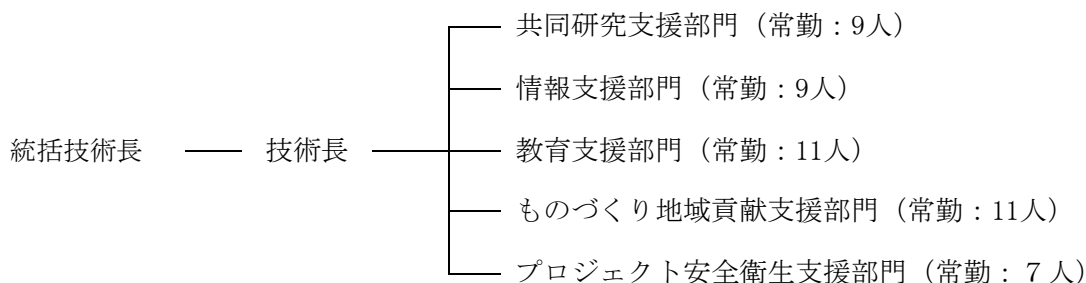 共同研究支援部門（常勤：9人）
情報支援部門（常勤：9人）
統括技術長 技術長 教育支援部門（常勤：11人）
ものづくり地域貢献支援部門（常勤：11人）
プロジェクト安全衛生支援部門（常勤：７人）